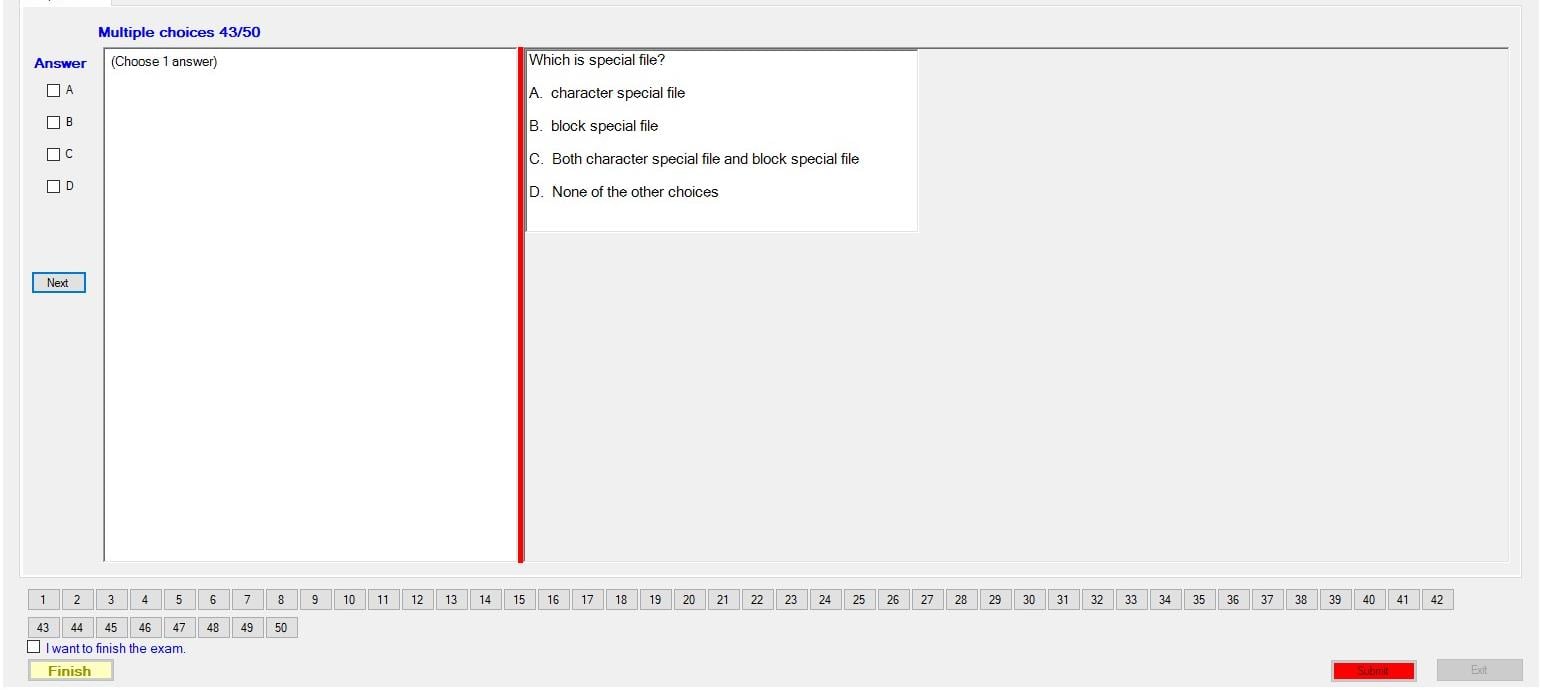 Multiple choices 43/50
Answer
A
B
C
D
Next
(Choose 1 answer)
Which is special file?
A. character special file
B. block special file
C. Both character special file and block special file
D. None of the other choices
1 2 3 4 5 6 7 8 9 10 11 12 13 14 15 16 17 18 19 20 21 22 23 24 25 26 27 28 29 30 31 32 33 34 35 36 37 38 39 40 41 42
43 44 45 46 47 48 49 50
I want to finish the exam.
Finish Submit Exit